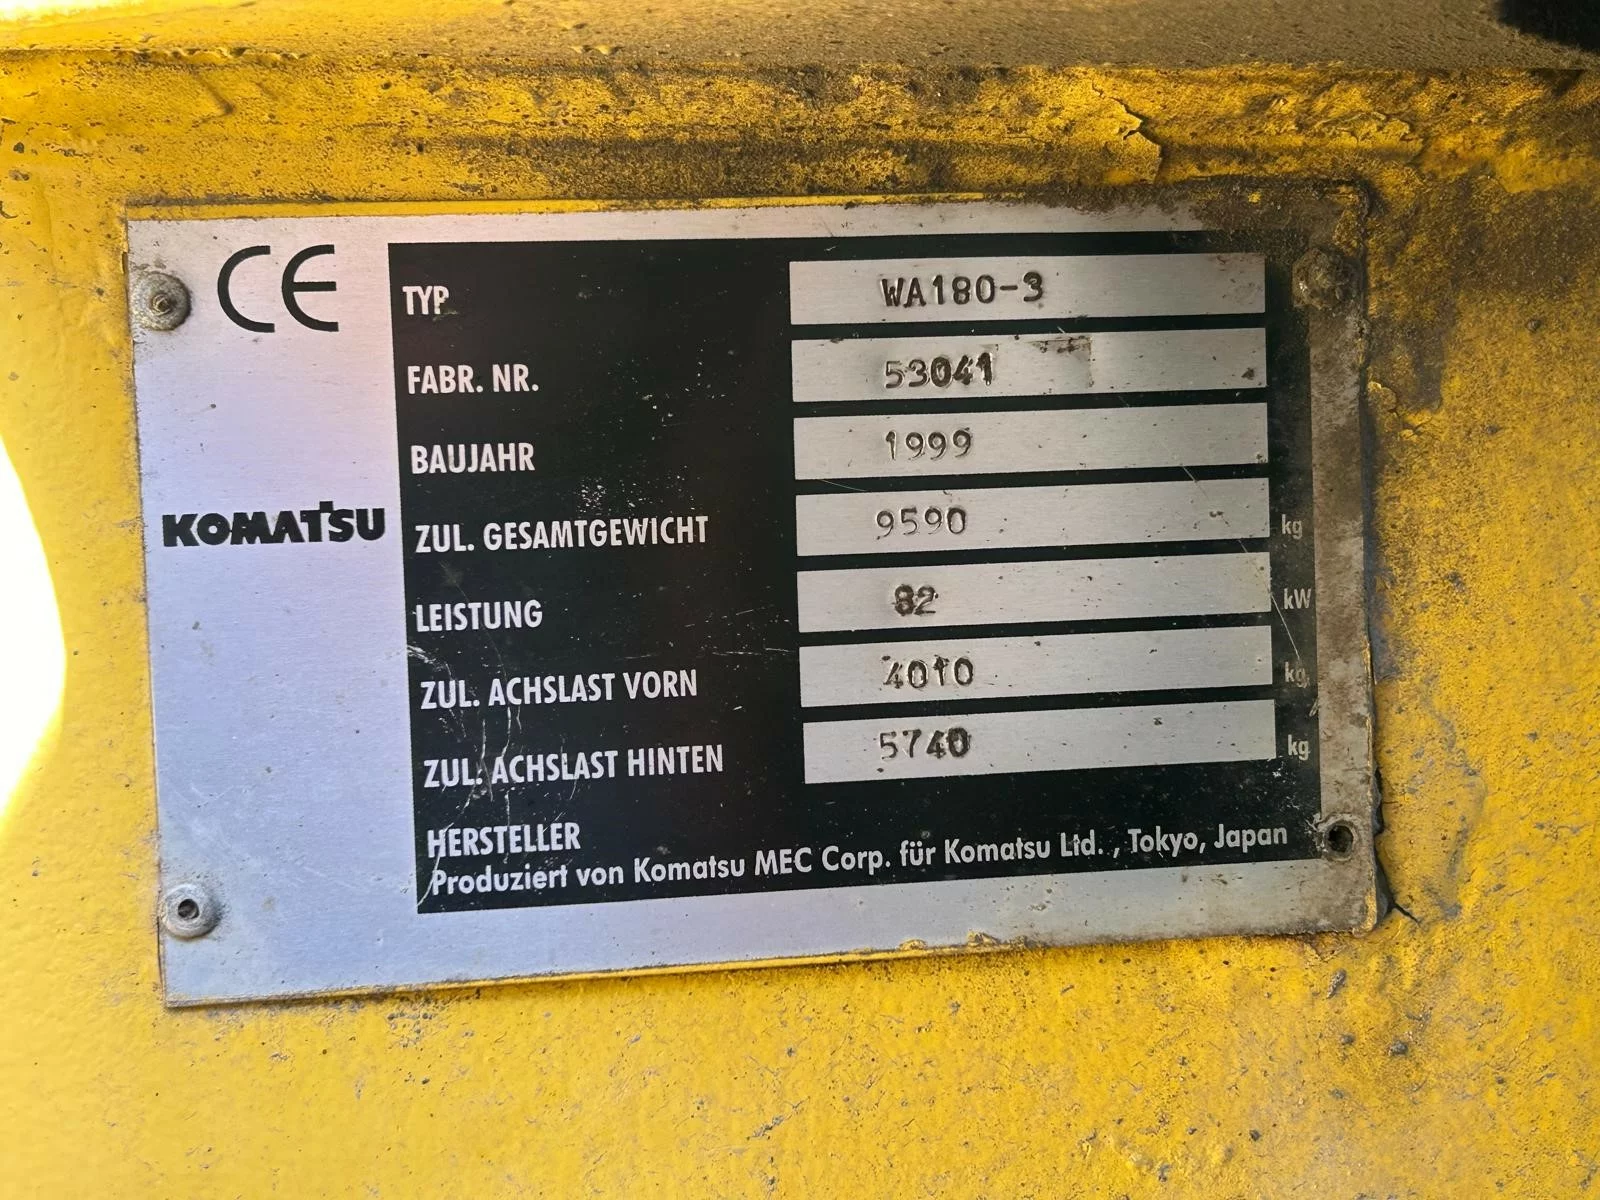 CE
TYP WA180-3
FABR. NR. 53041
BAUJAHR 1999
KOMATSU
ZUL. GESAMTGEWICHT 9590 kg
LEISTUNG 82 kW
ZUL. ACHSLAST VORN 4010 kg
ZUL. ACHSLAST HINTEN 5740 kg
HERSTELLER
Produziert von Komatsu MEC Corp. für Komatsu Ltd. , Tokyo, Japan